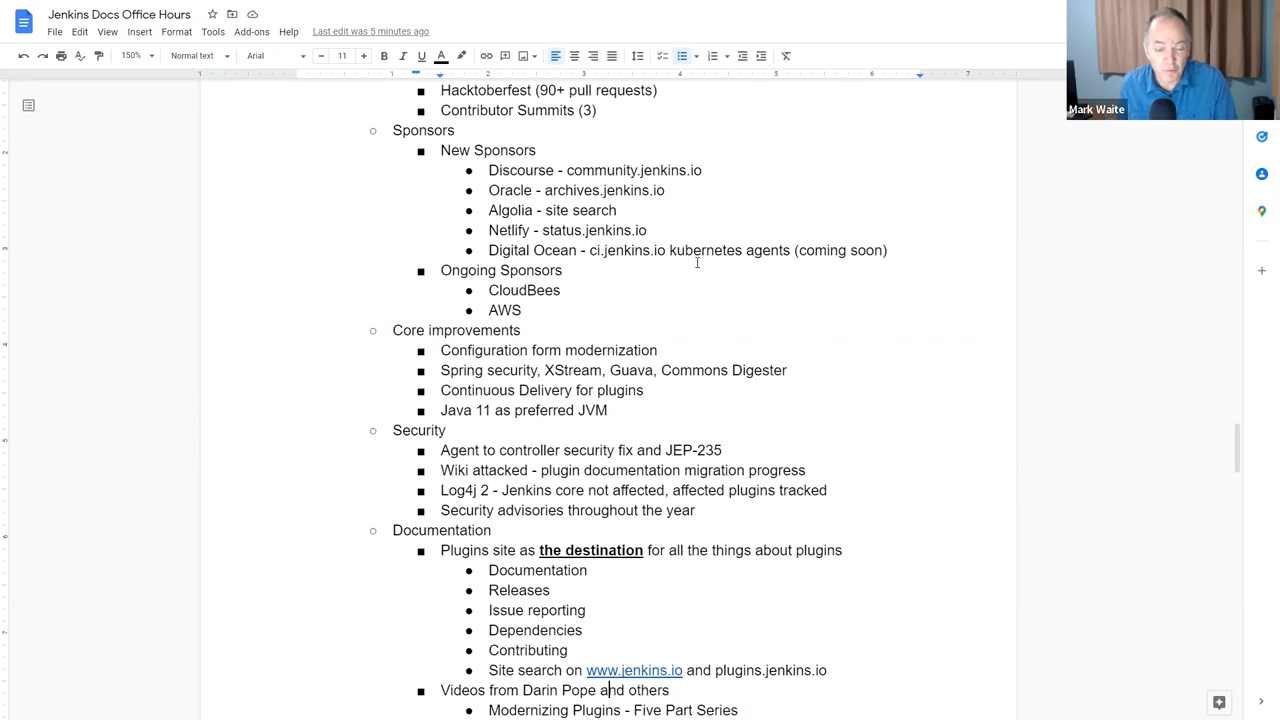 Jenkins Docs Office Hours
File Edit View Insert Format Tools Add-ons Help Last edit was 5 minutes ago
150% Normal text Arial 11
1 1 2 3 4 5 6 7
Hacktoberfest (90+ pull requests)
Contributor Summits (3)
Sponsors
New Sponsors
Discourse - community.jenkins.io
Oracle - archives.jenkins.io
Algolia - site search
Netlify - status.jenkins.io
Digital Ocean - ci.jenkins.io kubernetes agents (coming soon)
Ongoing Sponsors
CloudBees
AWS
Core improvements
Configuration form modernization
Spring security, XStream, Guava, Commons Digester
Continuous Delivery for plugins
Java 11 as preferred JVM
Security
Agent to controller security fix and JEP-235
Wiki attacked - plugin documentation migration progress
Log4j 2 - Jenkins core not affected, affected plugins tracked
Security advisories throughout the year
Documentation
Plugins site as the destination for all the things about plugins
Documentation
Releases
Issue reporting
Dependencies
Contributing
Site search on www.jenkins.io and plugins.jenkins.io
Videos from Darin Pope and others
Modernizing Plugins - Five Part Series
Mark Waite